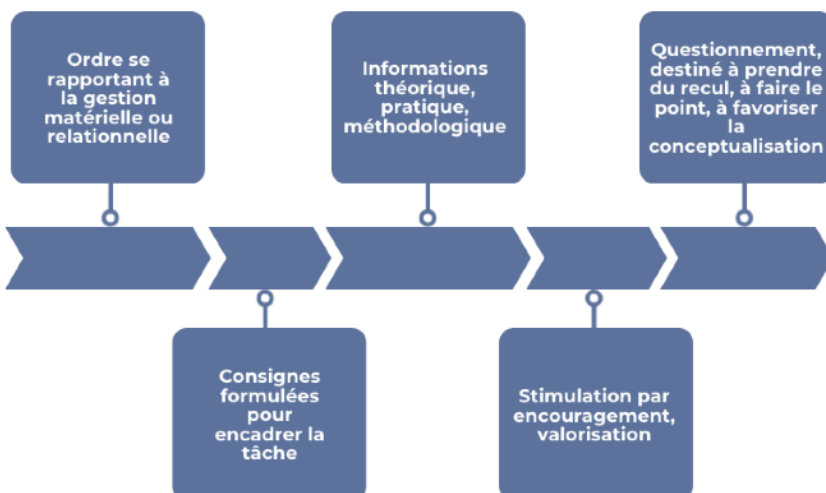 Ordre se
rapportant à
la gestion
matérielle ou
relationnelle
Consignes
formulées
pour
encadrer la
tâche
Informations
théorique,
pratique,
méthodologique
Stimulation par
encouragement,
valorisation
Questionnement,
destiné à prendre
du recul, à faire le
point, à favoriser
la
conceptualisation